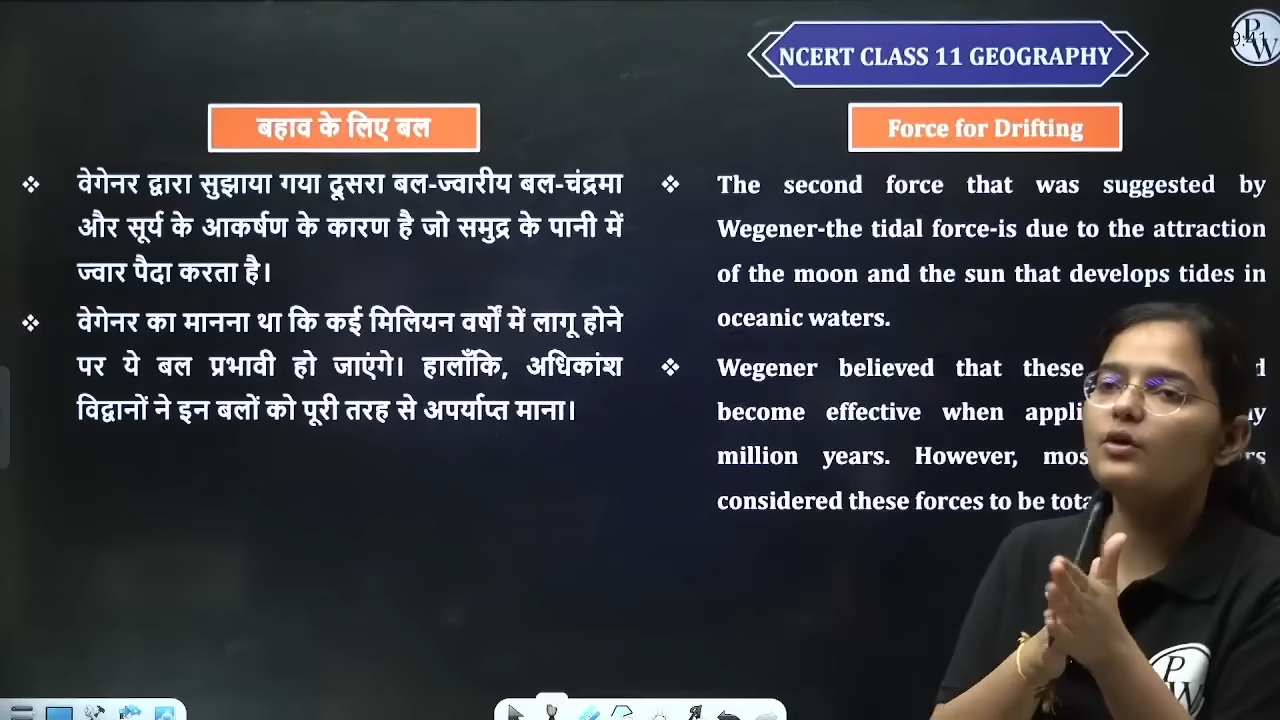 NCERT CLASS 11 GEOGRAPHY
PW
9:41
बहाव के लिए बल
❖ वेगेनर द्वारा सुझाया गया दूसरा बल-ज्वारीय बल-चंद्रमा
और सूर्य के आकर्षण के कारण है जो समुद्र के पानी में
ज्वार पैदा करता है।
❖ वेगेनर का मानना था कि कई मिलियन वर्षों में लागू होने
पर ये बल प्रभावी हो जाएंगे। हालाँकि, अधिकांश
विद्वानों ने इन बलों को पूरी तरह से अपर्याप्त माना।
Force for Drifting
❖ The second force that was suggested by
Wegener-the tidal force-is due to the attraction
of the moon and the sun that develops tides in
oceanic waters.
❖ Wegener believed that these
become effective when
million years. However,
considered these forces to be
PW